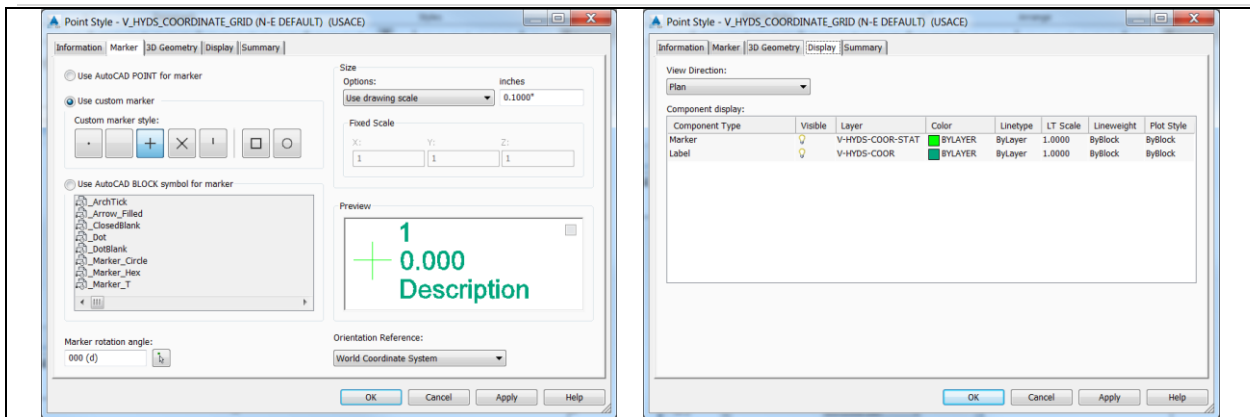 Point Style - V_HYDS_COORDINATE_GRID (N-E DEFAULT) (USACE)
Information Marker 3D Geometry Display Summary
Use AutoCAD POINT for marker
Use custom marker
Custom marker style:
Use AutoCAD BLOCK symbol for marker
_ArchTick
_Arrow_Filled
_ClosedBlank
_Dot
_DotBlank
_Marker_Circle
_Marker_Hex
_Marker_T
Marker rotation angle:
000 (d)
Size
Options: inches
Use drawing scale 0.1000"
Fixed Scale
X: Y: Z:
1 1 1
Preview
1
0.000
Description
Orientation Reference:
World Coordinate System
OK Cancel Apply Help
Point Style - V_HYDS_COORDINATE_GRID (N-E DEFAULT) (USACE)
Information Marker 3D Geometry Display Summary
View Direction:
Plan
Component display:
Component Type Visible Layer Color Linetype LT Scale Lineweight Plot Style
Marker V-HYDS-COOR-STAT BYLAYER ByLayer 1.0000 ByBlock ByBlock
Label V-HYDS-COOR BYLAYER ByLayer 1.0000 ByBlock ByBlock
OK Cancel Apply Help